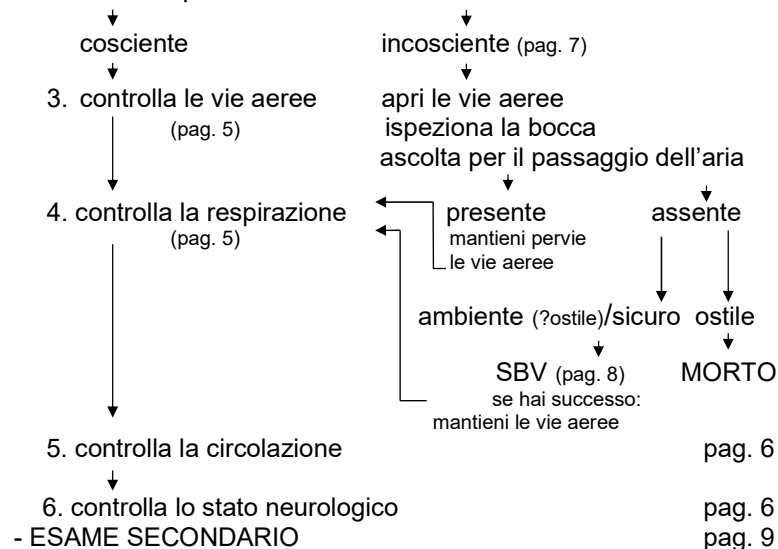 cosciente incosciente (pag. 7)
3. controlla le vie aeree apri le vie aeree
(pag. 5) ispeziona la bocca
ascolta per il passaggio dell'aria
4. controlla la respirazione presente assente
(pag. 5) mantieni pervie
le vie aeree
ambiente (?ostile)/sicuro ostile
SBV (pag. 8) MORTO
se hai successo:
mantieni le vie aeree
5. controlla la circolazione pag. 6
6. controlla lo stato neurologico pag. 6
- ESAME SECONDARIO pag. 9